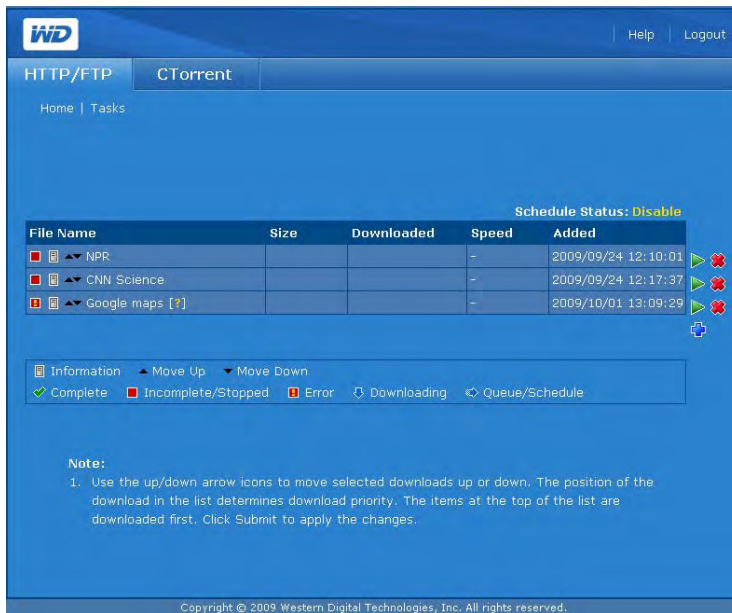 WD
Help | Logout
HTTP/FTP CTorrent
Home | Tasks
Schedule Status: Disable
File Name Size Downloaded Speed Added
NPR - 2009/09/24 12:10:01
CNN Science - 2009/09/24 12:17:37
Google maps [?] - 2009/10/01 13:09:29
Information Move Up Move Down
Complete Incomplete/Stopped Error Downloading Queue/Schedule
Note:
1. Use the up/down arrow icons to move selected downloads up or down. The position of the
download in the list determines download priority. The items at the top of the list are
downloaded first. Click Submit to apply the changes.
Copyright © 2009 Western Digital Technologies, Inc. All rights reserved.